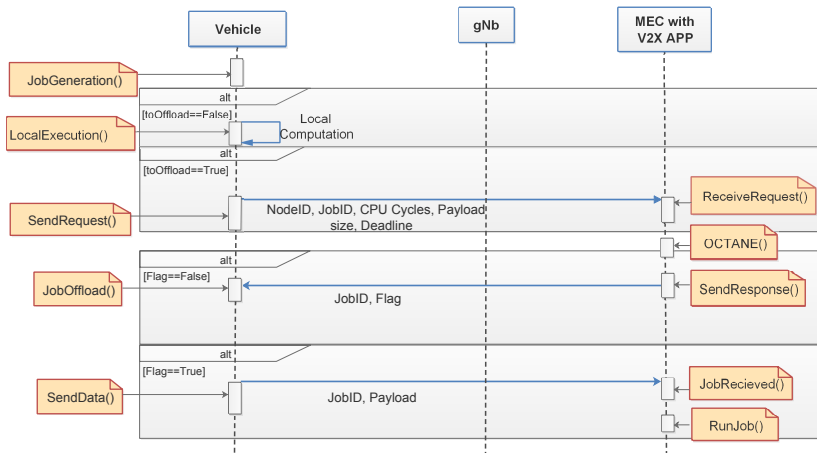 Vehicle
gNb
MEC with
V2X APP
JobGeneration()
alt
[toOffload==False]
LocalExecution()
Local
Computation
alt
[toOffload==True]
SendRequest()
NodeID, JobID, CPU Cycles, Payload
size, Deadline
ReceiveRequest()
OCTANE()
alt
[Flag==False]
JobOffload()
JobID, Flag
SendResponse()
alt
[Flag==True]
SendData()
JobID, Payload
JobRecieved()
RunJob()